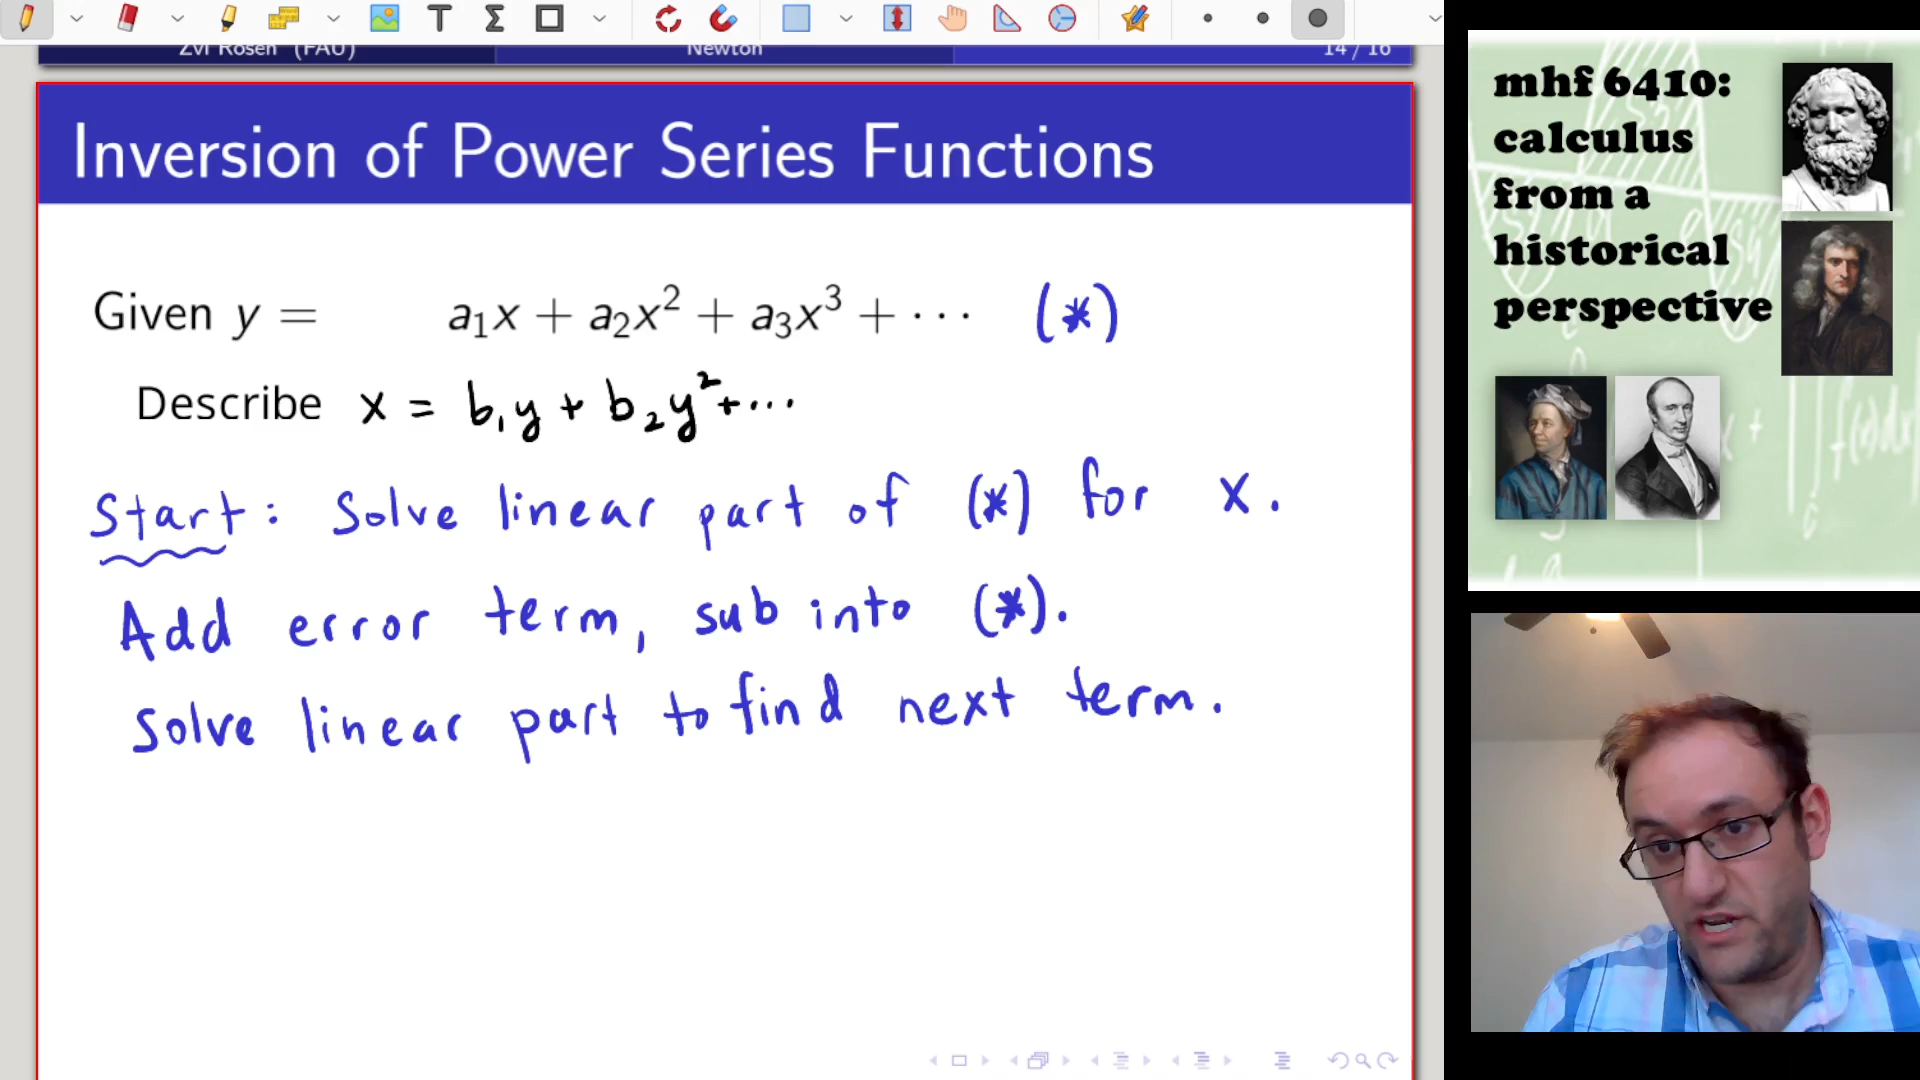 Zvi Rosen (FAU) Newton 14 / 16
Inversion of Power Series Functions
Given y = a₁x + a₂x² + a₃x³ + ··· (*)
Describe x = b₁y + b₂y² + ···
Start: Solve linear part of (*) for x.
Add error term, sub into (*).
Solve linear part to find next term.
mhf 6410:
calculus
from a
historical
perspective